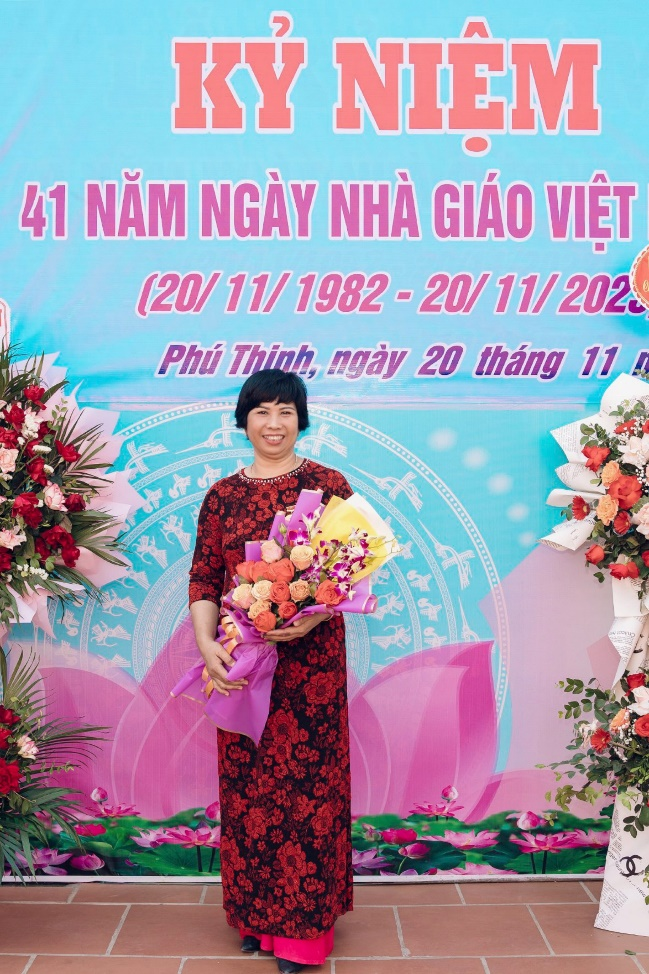 KỶ NIỆM
41 NĂM NGÀY NHÀ GIÁO VIỆT
(20/ 11/ 1982 - 20/ 11/ 2023
Phú Thịnh, ngày 20 tháng 11